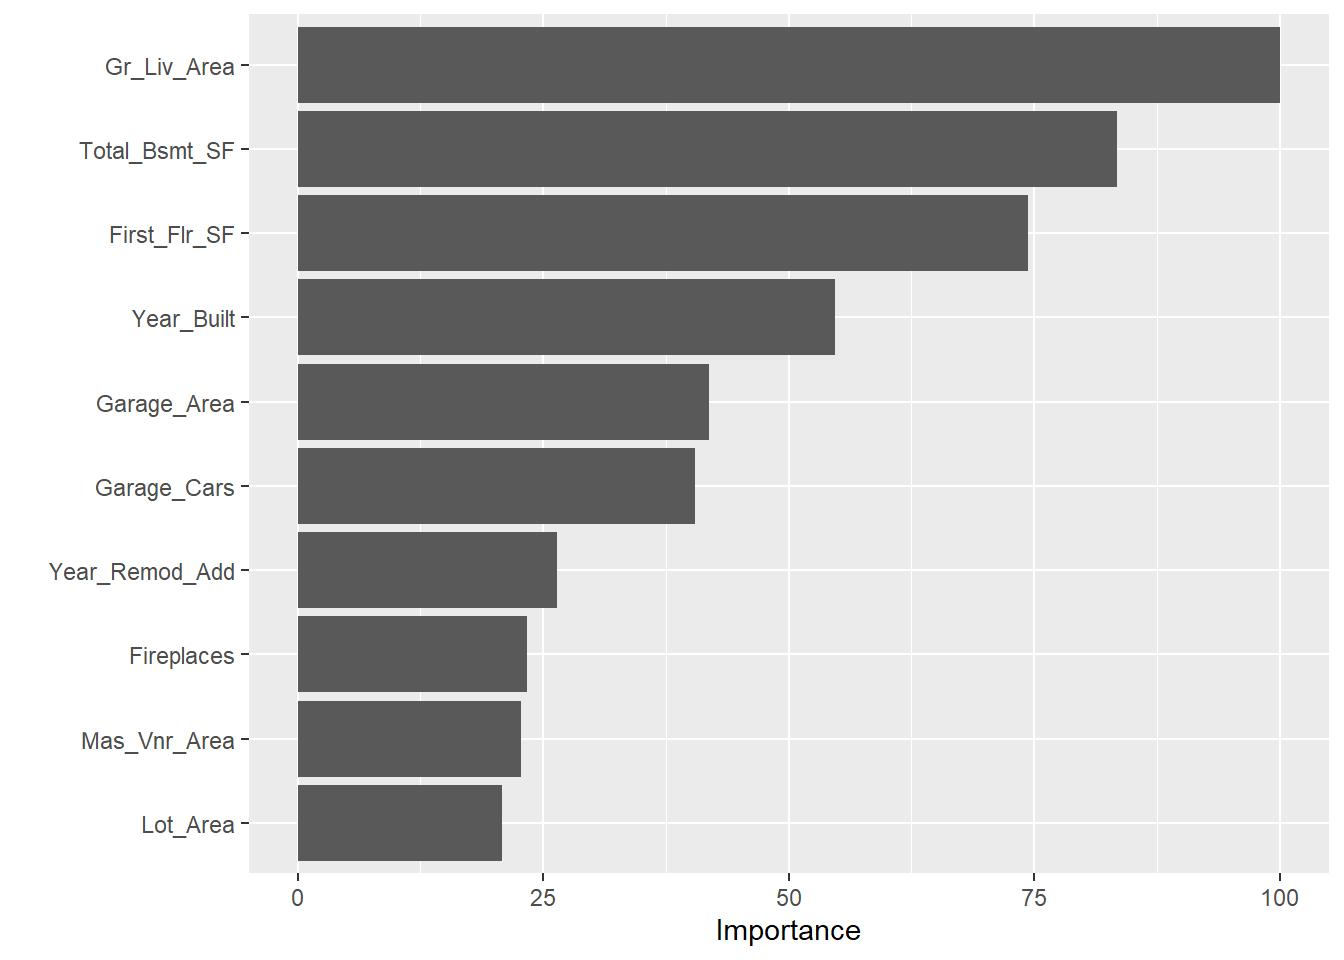 Gr_Liv_Area
Total_Bsmt_SF
First_Flr_SF
Year_Built
Garage_Area
Garage_Cars
Year_Remod_Add
Fireplaces
Mas_Vnr_Area
Lot_Area
0 25 50 75 100
Importance